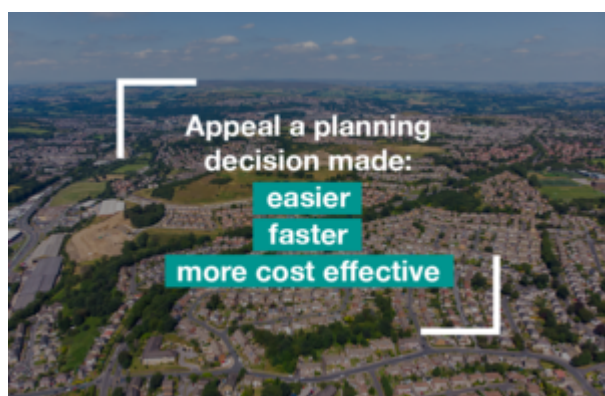 Appeal a planning
decision made:
easier
faster
more cost effective